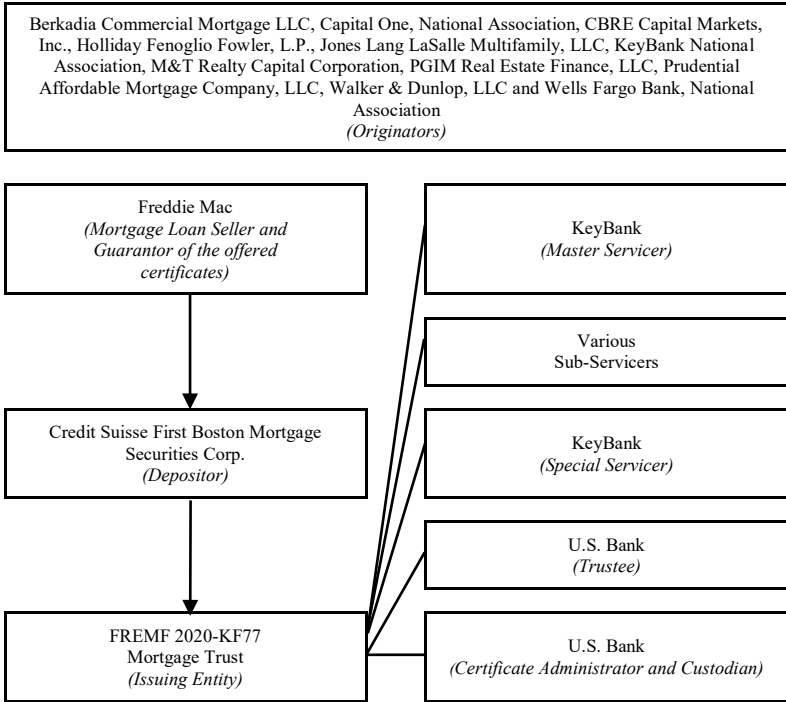 Berkadia Commercial Mortgage LLC, Capital One, National Association, CBRE Capital Markets,
Inc., Holliday Fenoglio Fowler, L.P., Jones Lang LaSalle Multifamily, LLC, KeyBank National
Association, M&T Realty Capital Corporation, PGIM Real Estate Finance, LLC, Prudential
Affordable Mortgage Company, LLC, Walker & Dunlop, LLC and Wells Fargo Bank, National
Association
(Originators)
Freddie Mac
(Mortgage Loan Seller and
Guarantor of the offered
certificates)
KeyBank
(Master Servicer)
Various
Sub-Servicers
Credit Suisse First Boston Mortgage
Securities Corp.
(Depositor)
KeyBank
(Special Servicer)
U.S. Bank
(Trustee)
FREMF 2020-KF77
Mortgage Trust
(Issuing Entity)
U.S. Bank
(Certificate Administrator and Custodian)